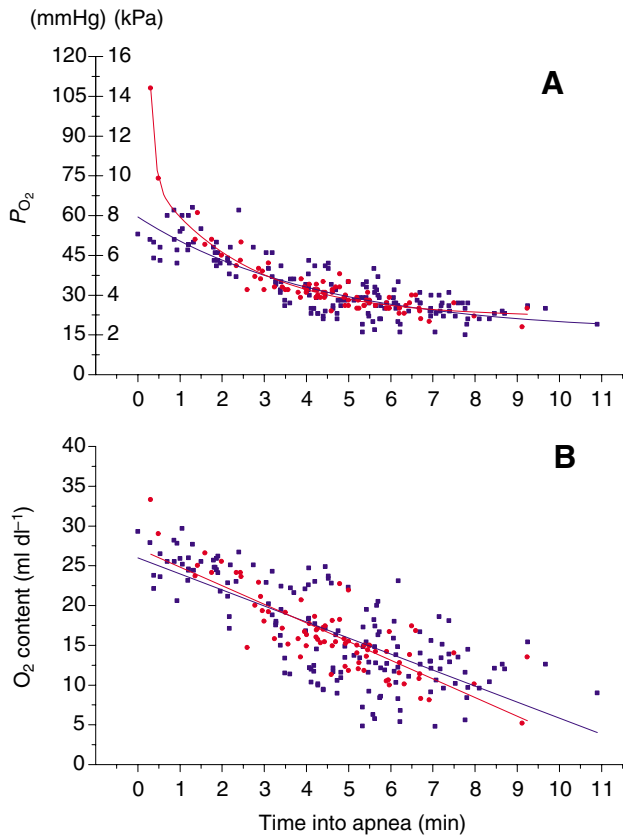 (mmHg) (kPa)
A
120 16
105 14
12
90
75 10
60 8
45 6
30 4
15 2
0
P O2
0 1 2 3 4 5 6 7 8 9 10 11
B
40
35
30
25
20
15
10
5
0
O2 content (ml dl–1)
0 1 2 3 4 5 6 7 8 9 10 11
Time into apnea (min)